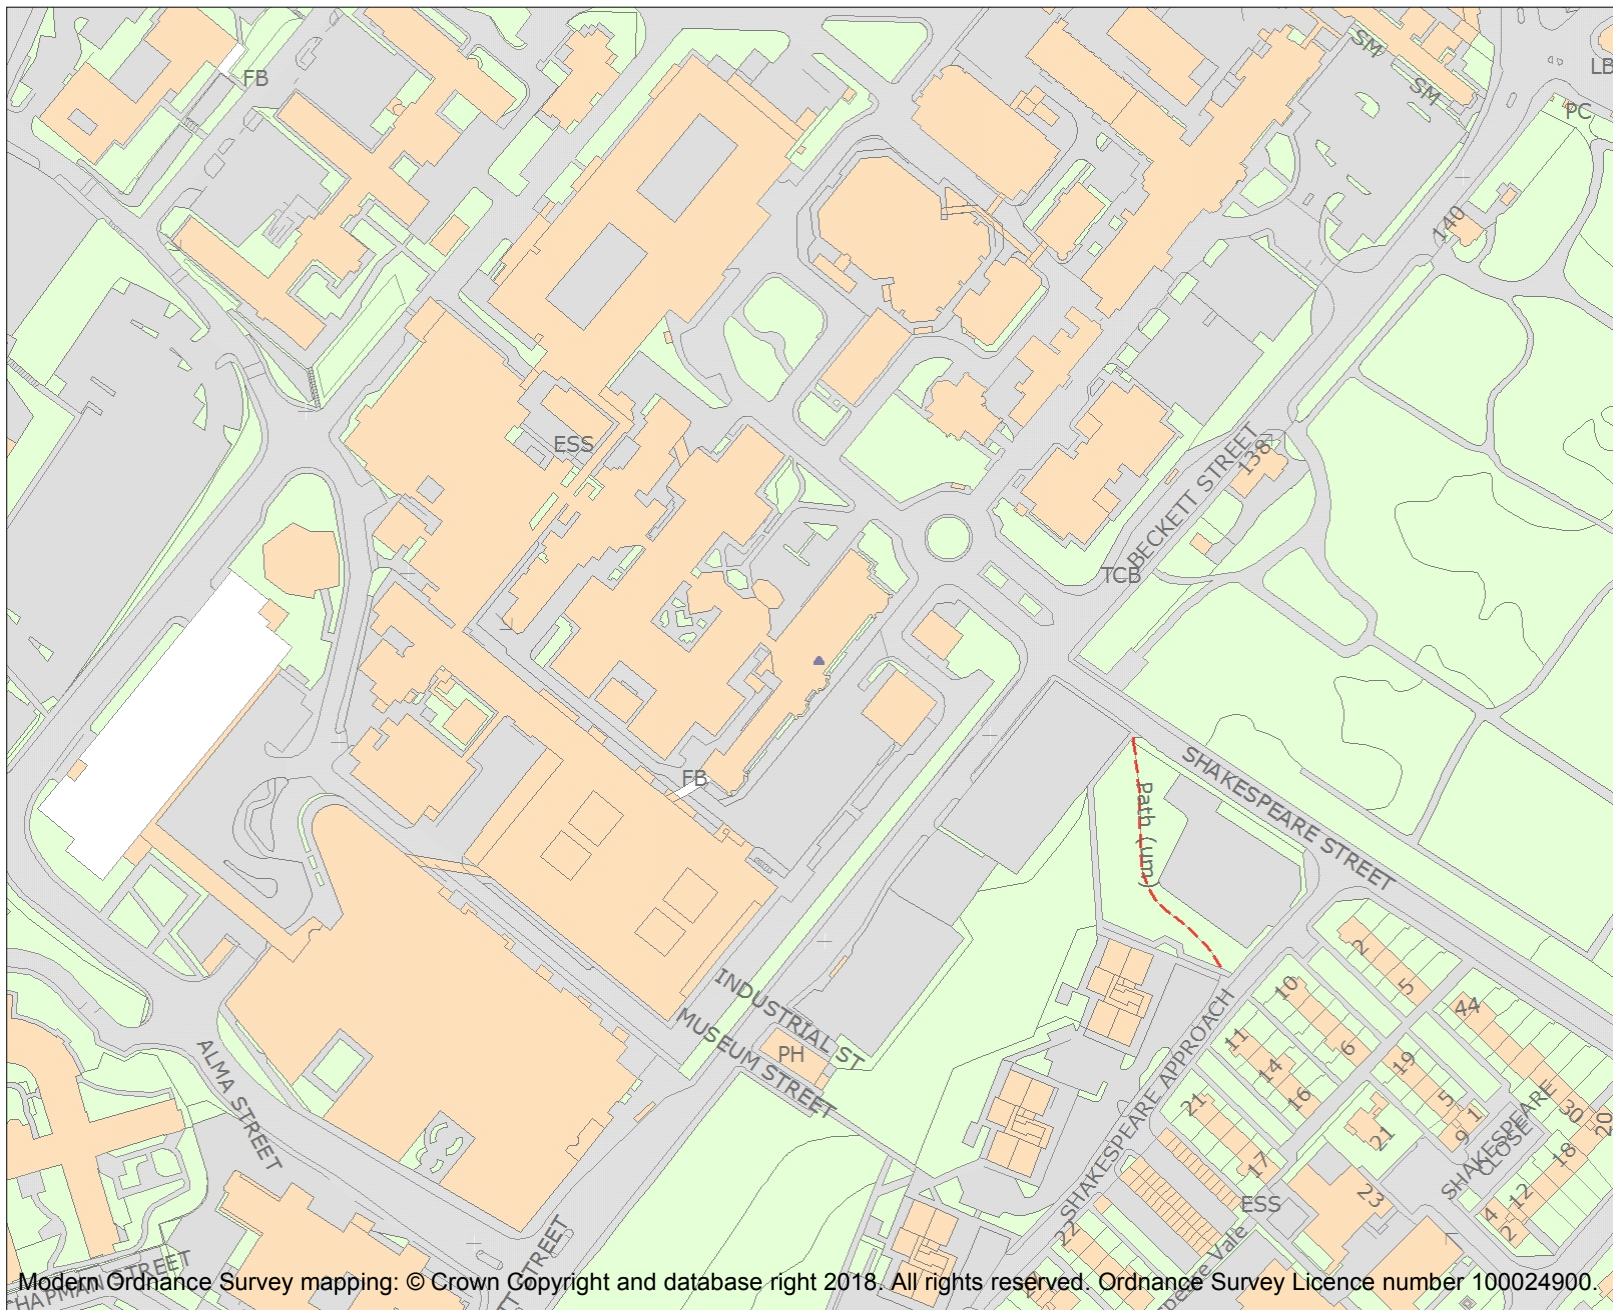 SM
LB
FB
SM
PC
140
ESS
138
BECKETT STREET
TCB
FB
SHAKESPEARE STREET
Path (um)
2
INDUSTRIAL ST
10
5
44
MUSEUM STREET
SHAKESPEARE APPROACH
11
PH
6
19
14
ALMA STREET
16
21
5
1
30
20
21
9
SHAKESPEARE
CLOSE
17
18
23
12
ESS
4
22
2
Modern Ordnance Survey mapping: © Crown Copyright and database right 2018. All rights reserved. Ordnance Survey Licence number 100024900.